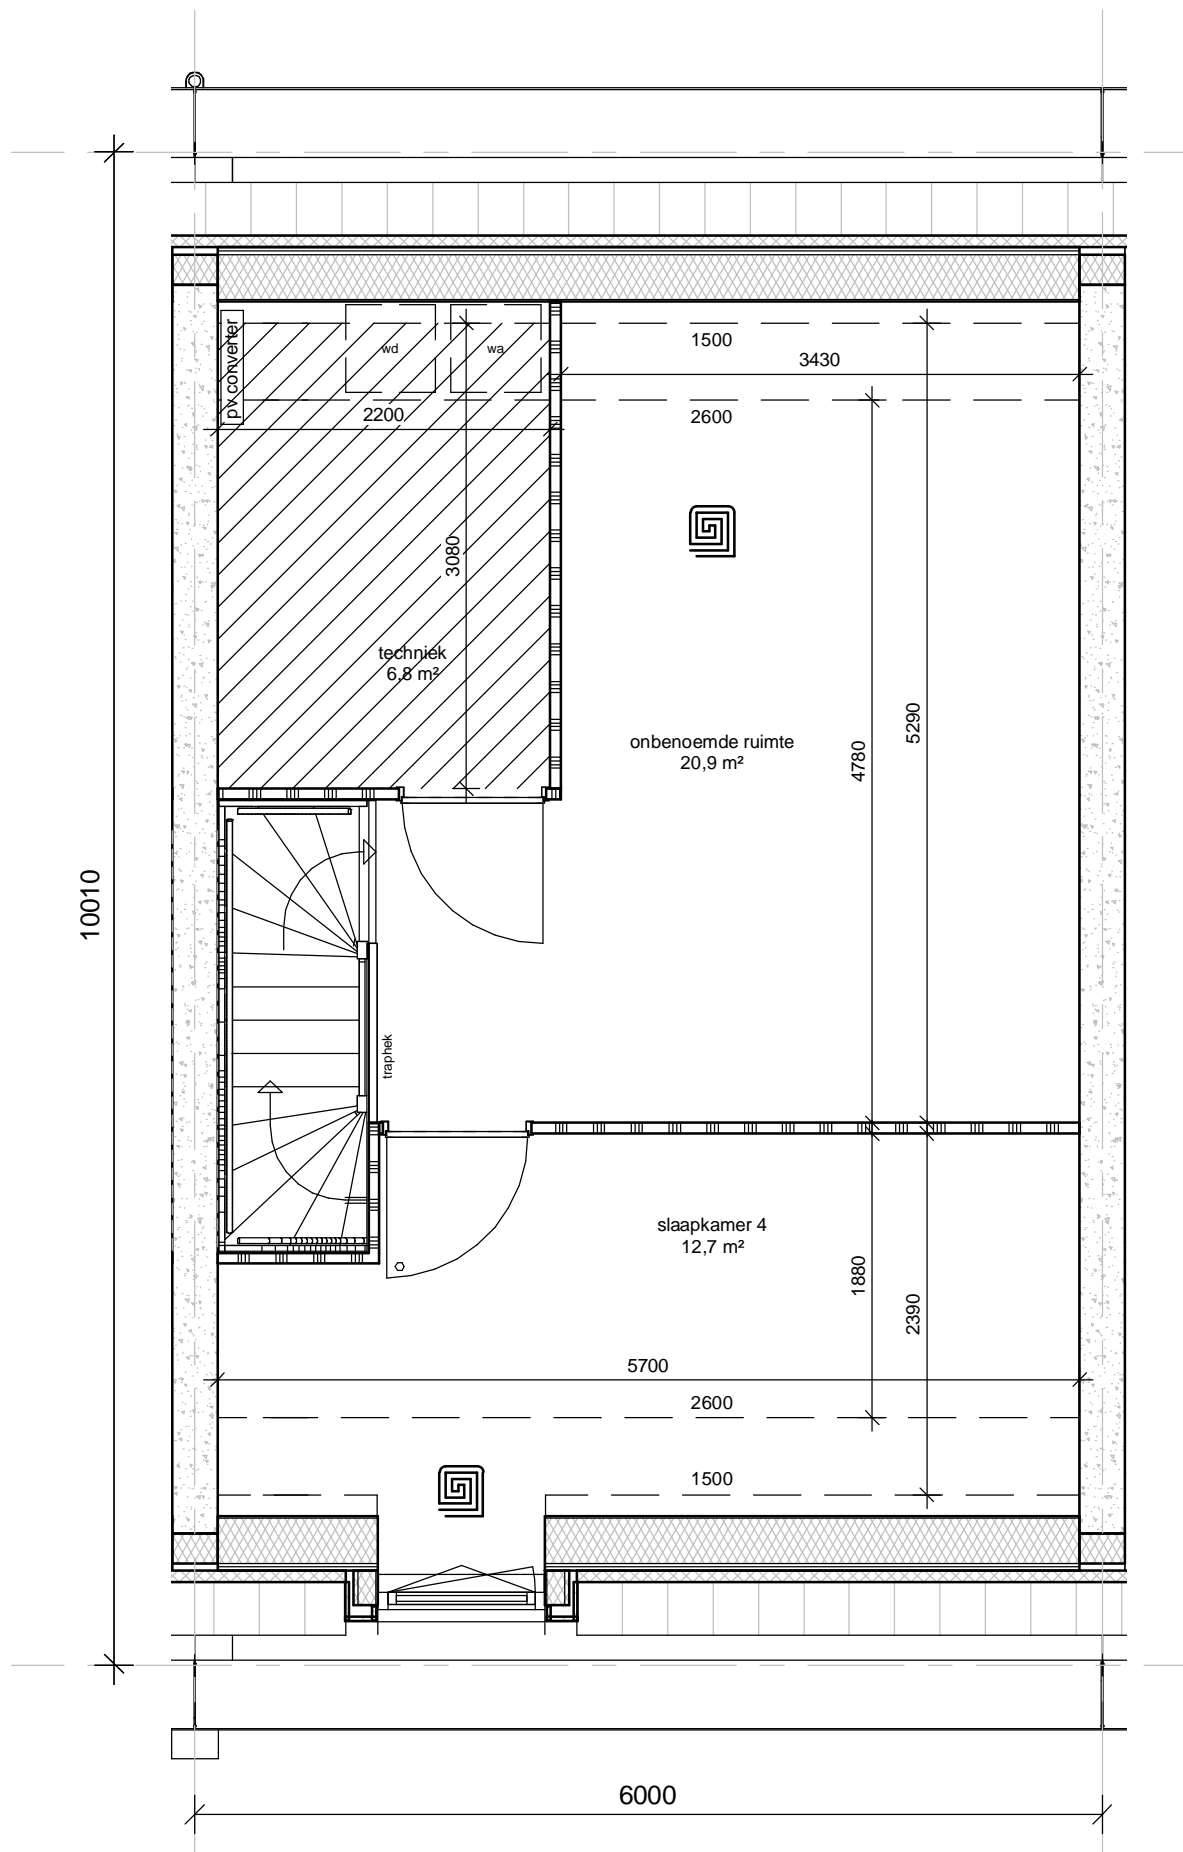 pv converter
wd
wa
1500
3430
2200
2600
3080
techniek
6,8 m²
onbenoemde ruimte
20,9 m²
4780
5290
10010
traphek
slaapkamer 4
12,7 m²
1880
2390
5700
2600
1500
6000